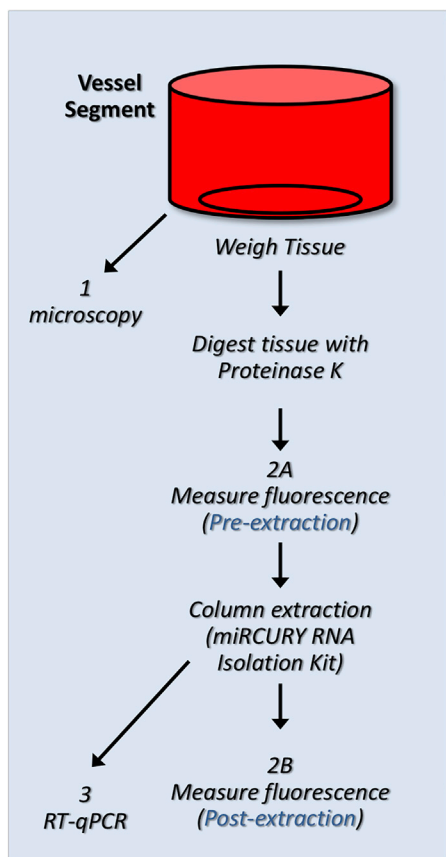 Vessel
Segment
Weigh Tissue
1
microscopy
Digest tissue with
Proteinase K
2A
Measure fluorescence
(Pre-extraction)
Column extraction
(miRCURY RNA
Isolation Kit)
3
RT-qPCR
2B
Measure fluorescence
(Post-extraction)